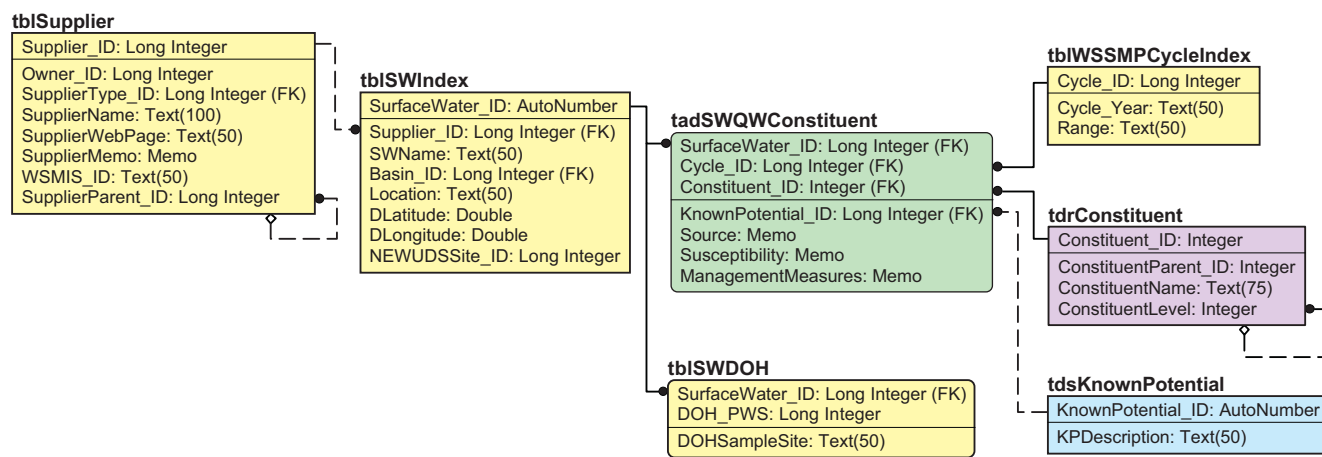 tblSupplier
Supplier_ID: Long Integer
Owner_ID: Long Integer
SupplierType_ID: Long Integer (FK)
SupplierName: Text(100)
SupplierWebPage: Text(50)
SupplierMemo: Memo
WSMIS_ID: Text(50)
SupplierParent_ID: Long Integer
tblSWIndex
SurfaceWater_ID: AutoNumber
Supplier_ID: Long Integer (FK)
SWName: Text(50)
Basin_ID: Long Integer (FK)
Location: Text(50)
DLatitude: Double
DLongitude: Double
NEWUDSSite_ID: Long Integer
tadSWQWConstituent
SurfaceWater_ID: Long Integer (FK)
Cycle_ID: Long Integer (FK)
Constituent_ID: Integer (FK)
KnownPotential_ID: Long Integer (FK)
Source: Memo
Susceptibility: Memo
ManagementMeasures: Memo
tblSWDOH
SurfaceWater_ID: Long Integer (FK)
DOH_PWS: Long Integer
DOHSampleSite: Text(50)
tblWSSMPCycleIndex
Cycle_ID: Long Integer
Cycle_Year: Text(50)
Range: Text(50)
tdrConstituent
Constituent_ID: Integer
ConstituentParent_ID: Integer
ConstituentName: Text(75)
ConstituentLevel: Integer
tdsKnownPotential
KnownPotential_ID: AutoNumber
KPDescription: Text(50)